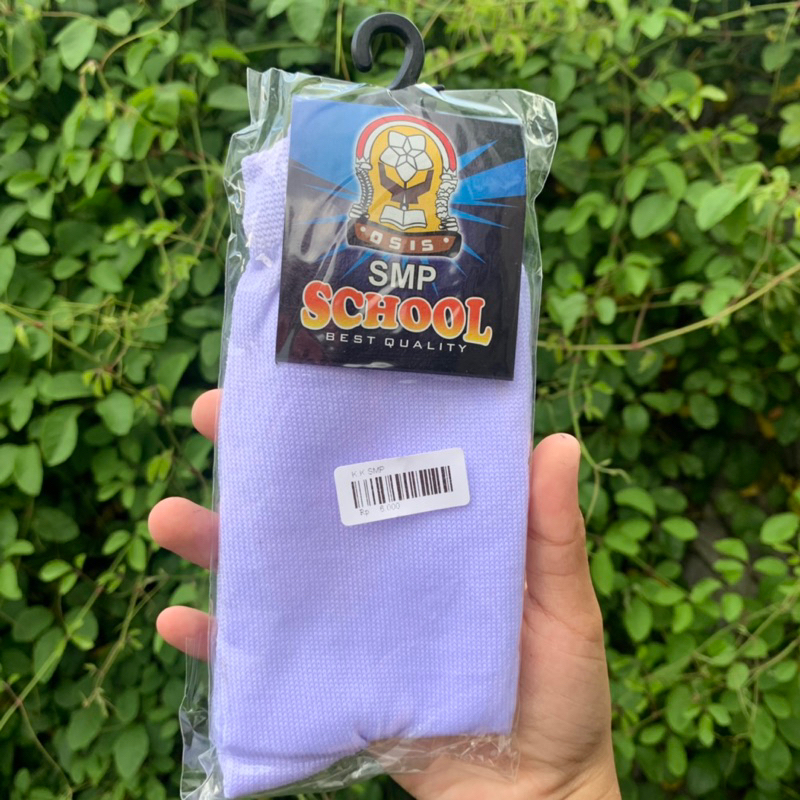 OSIS
SMP
SCHOOL
BEST QUALITY
K K SMP
Rp 6.000